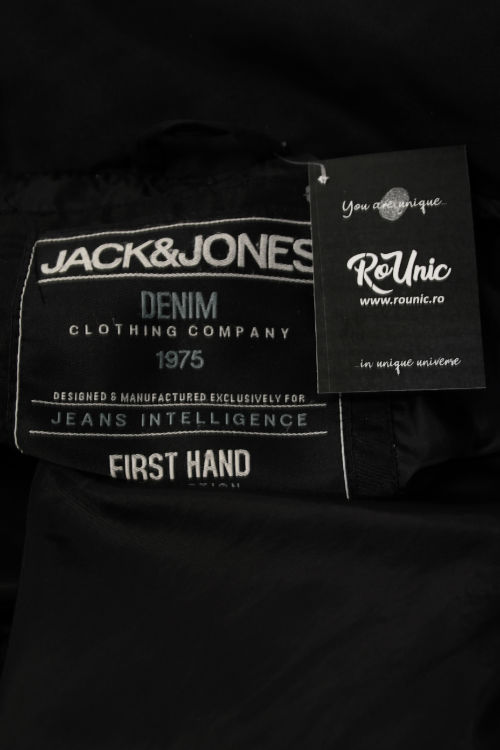 JACK&JONES
DENIM
CLOTHING COMPANY
1975
DESIGNED & MANUFACTURED EXCLUSIVELY FOR
JEANS INTELLIGENCE
FIRST HAND
You are unique...
RoUnic
www.rounic.ro
...in unique universe